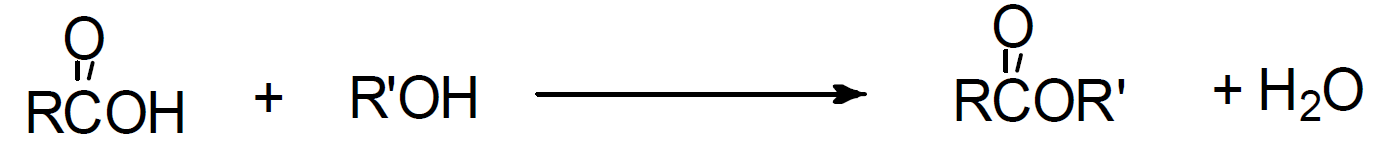 O O
RCOH + R'OH RCOR' + H₂O